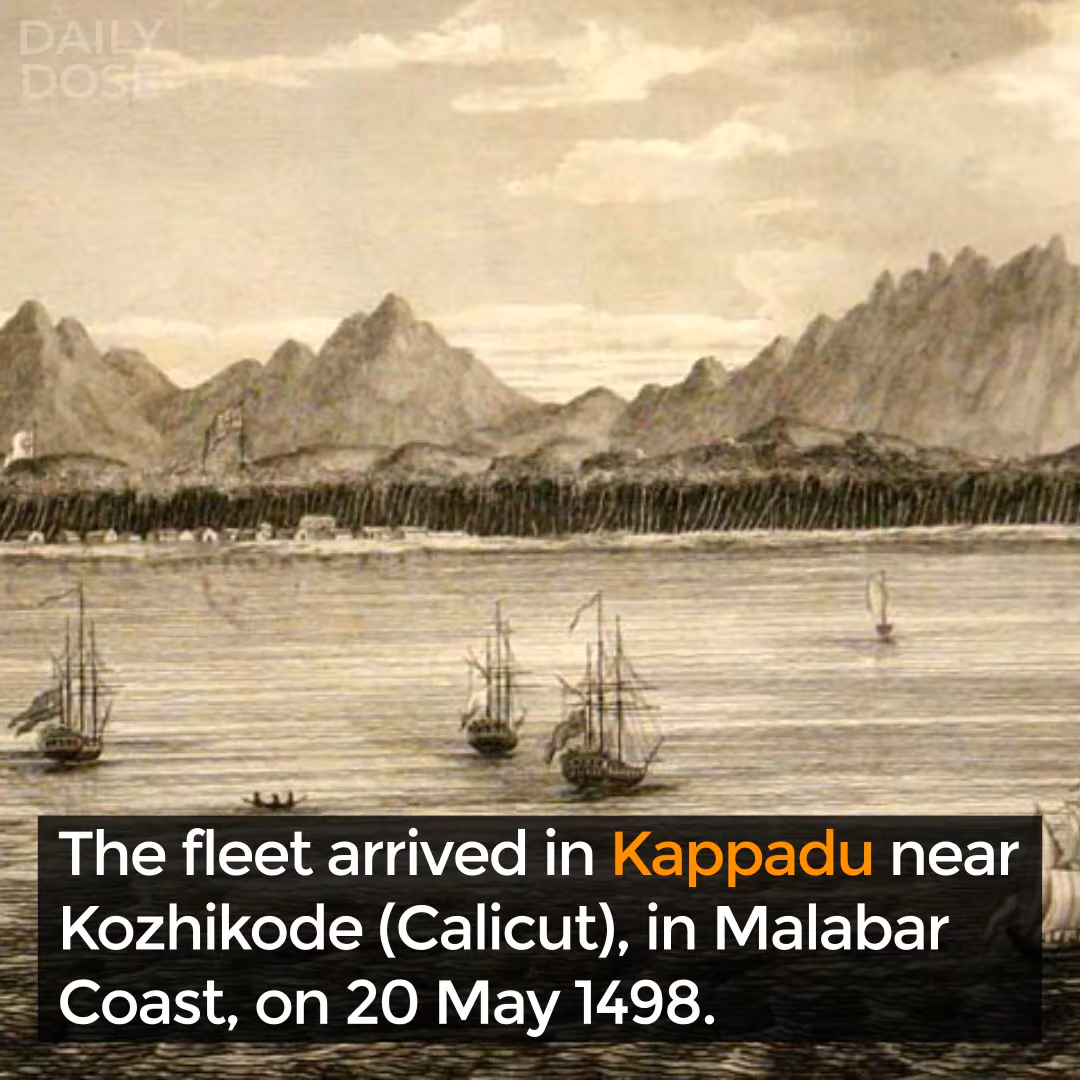 DAILY
DOSE
The fleet arrived in Kappadu near
Kozhikode (Calicut), in Malabar
Coast, on 20 May 1498.